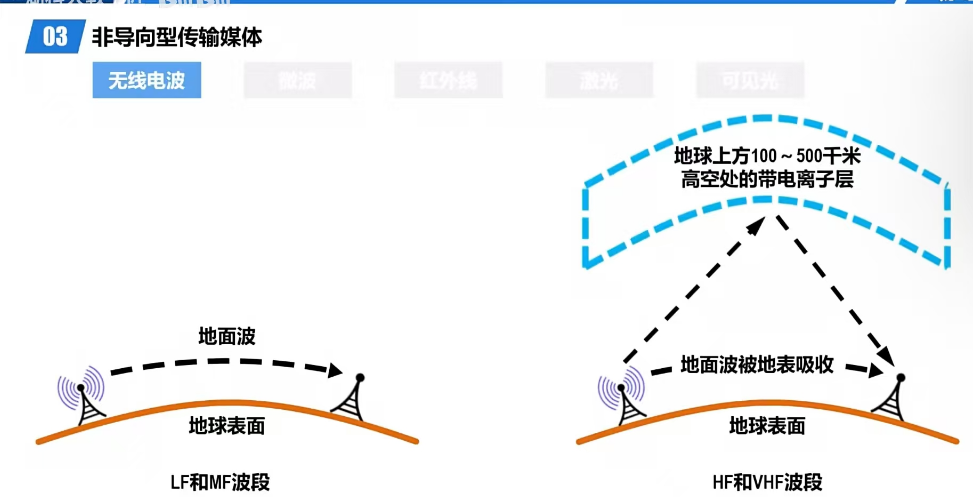 03 非导向型传输媒体
无线电波 微波 红外线 激光 可见光
地球上方100～500千米
高空处的带电离子层
地面波
地面波被地表吸收
地球表面
地球表面
LF和MF波段
HF和VHF波段